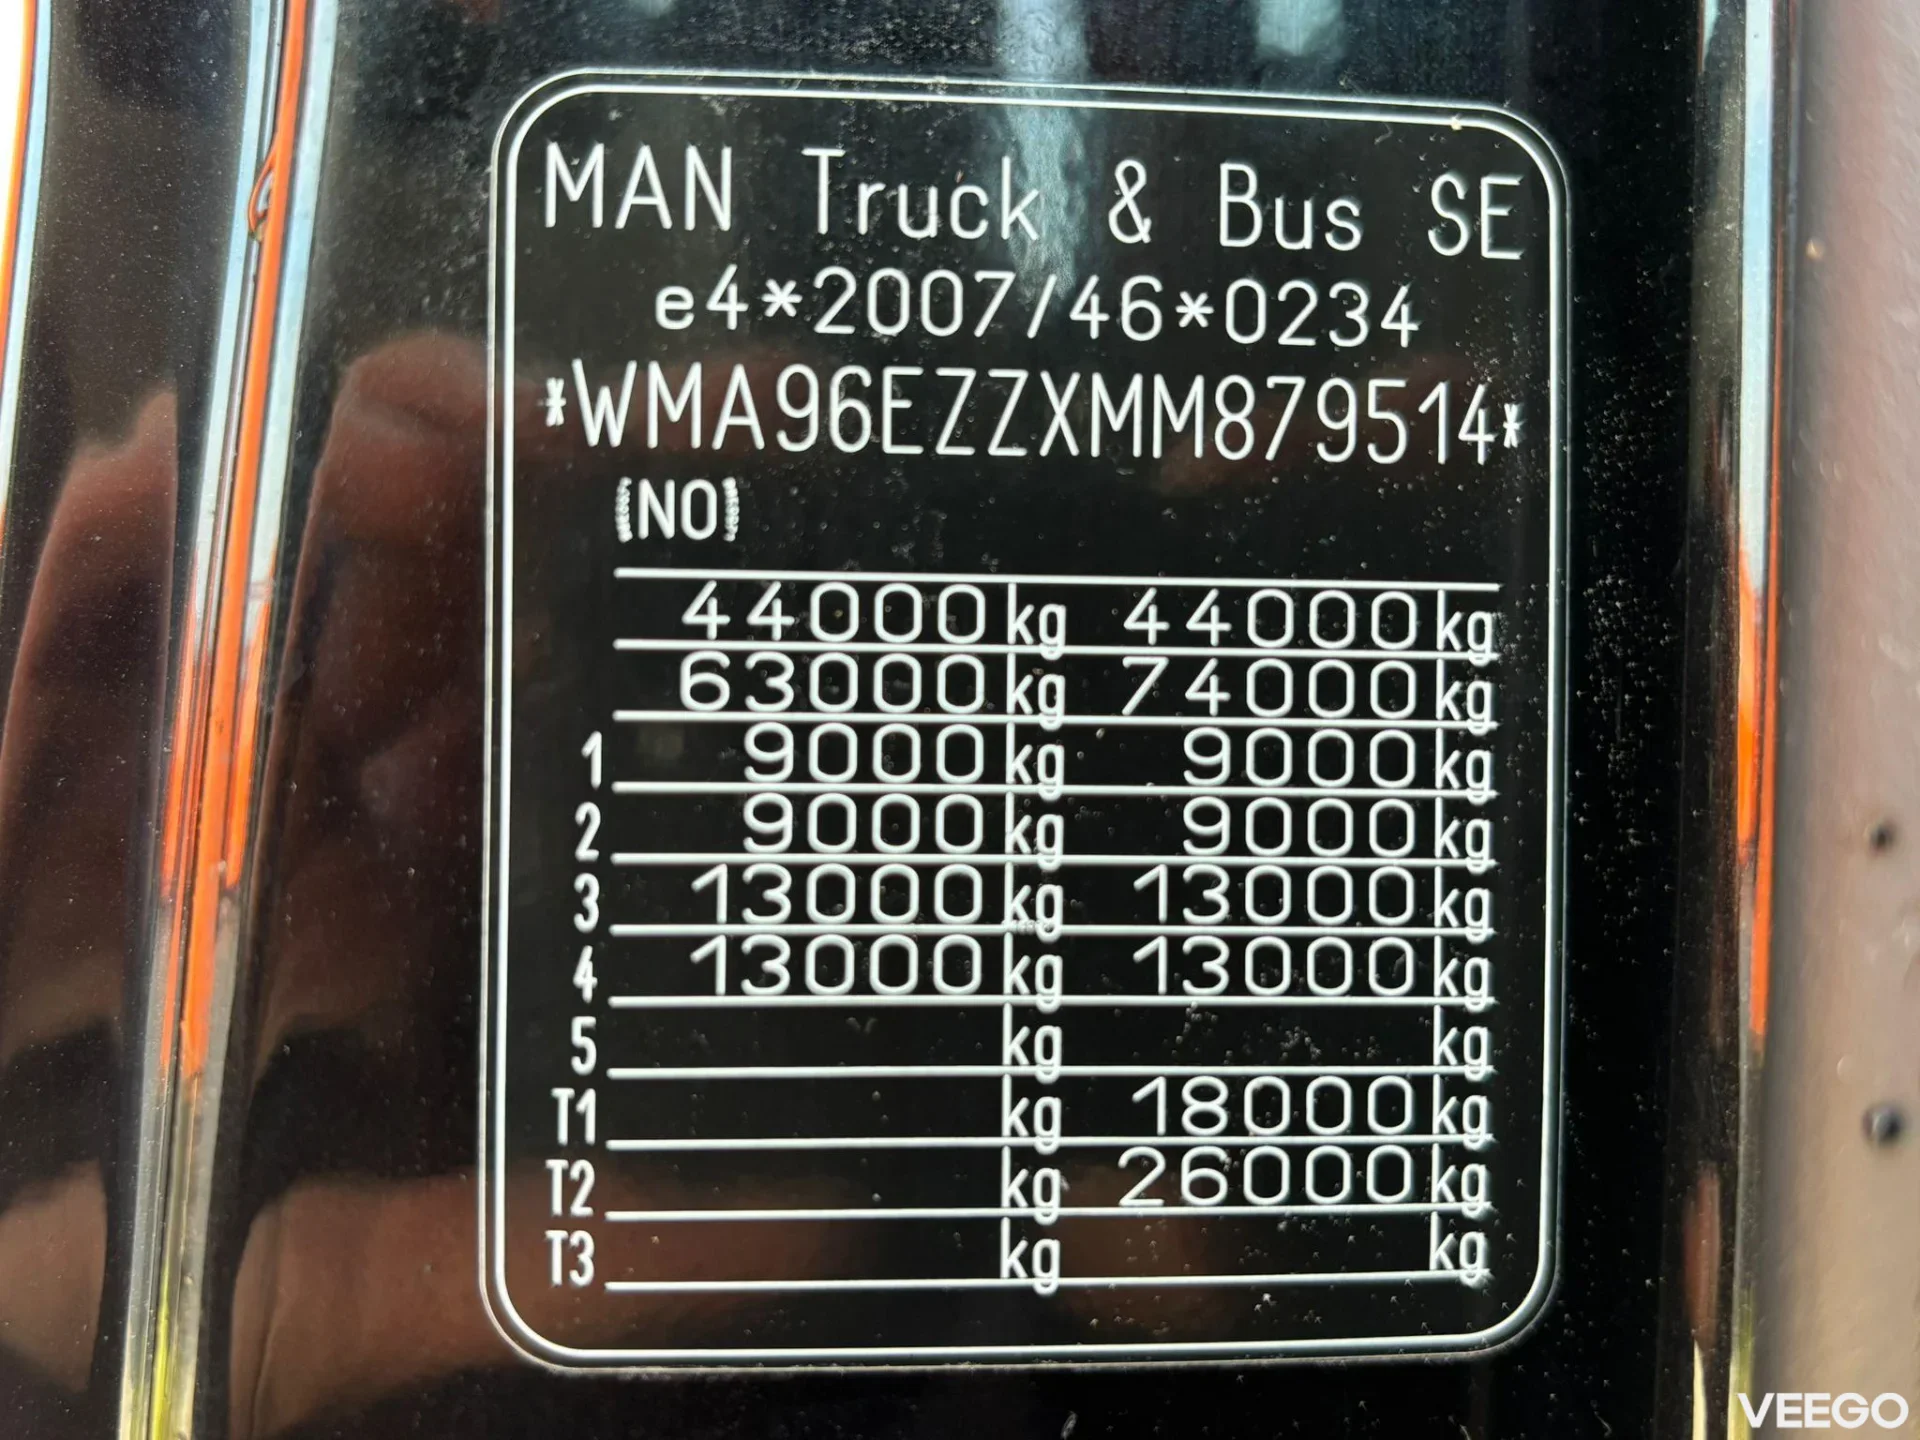 MAN Truck & Bus SE
e4*2007/46*0234
*WMA96EZZXMM879514*
(NO)
44000 kg 44000 kg
63000 kg 74000 kg
1 9000 kg 9000 kg
2 9000 kg 9000 kg
3 13000 kg 13000 kg
4 13000 kg 13000 kg
5 kg kg
T1 kg 18000 kg
T2 kg 26000 kg
T3 kg kg
VEEGO